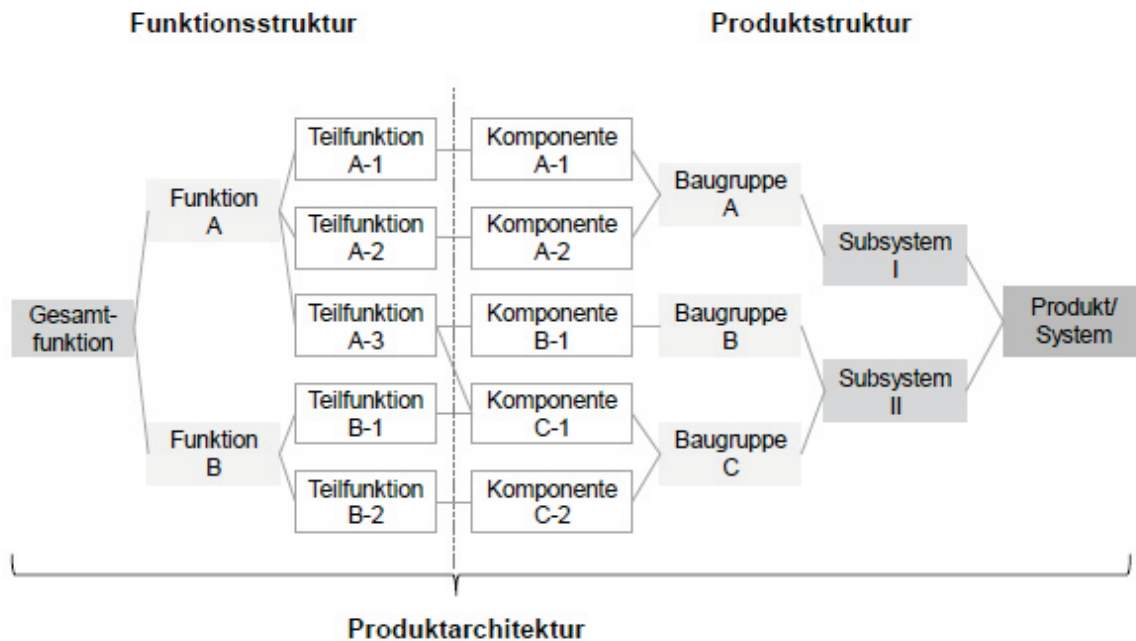 Funktionsstruktur
Produktstruktur
Gesamt-
funktion
Funktion
A
Funktion
B
Teilfunktion
A-1
Teilfunktion
A-2
Teilfunktion
A-3
Teilfunktion
B-1
Teilfunktion
B-2
Komponente
A-1
Komponente
A-2
Komponente
B-1
Komponente
C-1
Komponente
C-2
Baugruppe
A
Baugruppe
B
Baugruppe
C
Subsystem
I
Subsystem
II
Produkt/
System
Produktarchitektur